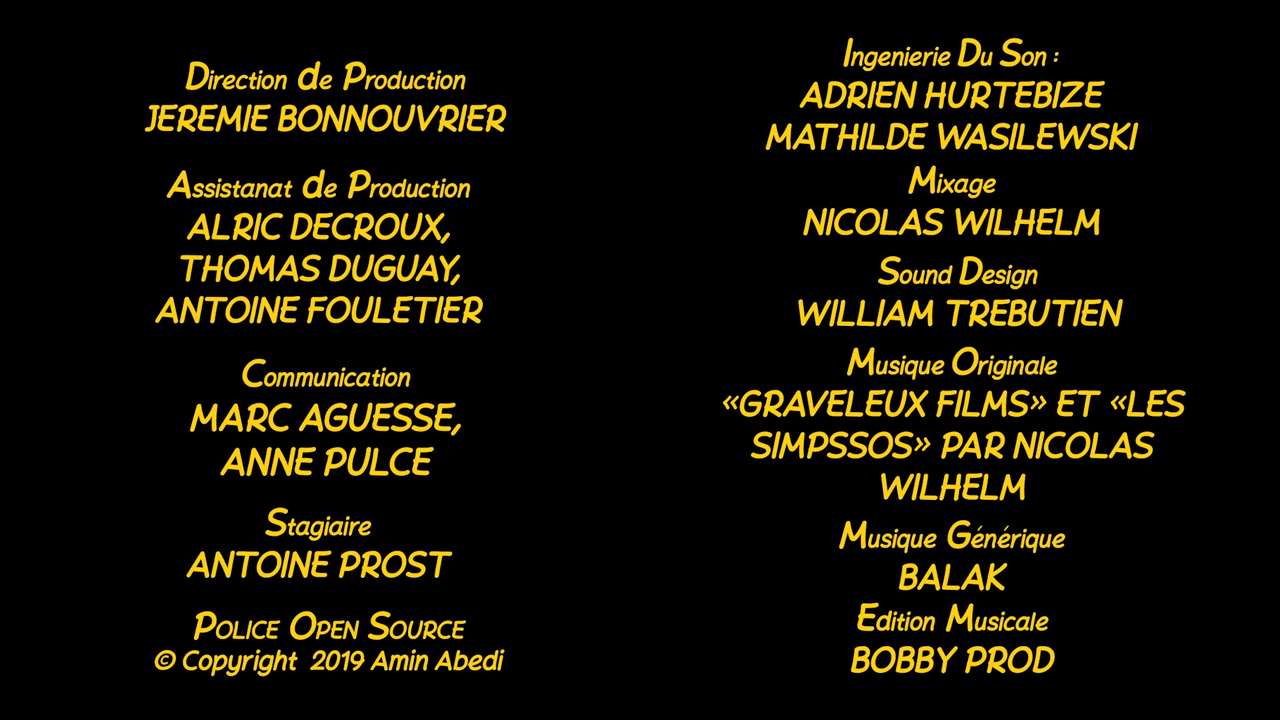 Direction de Production
JEREMIE BONNOUVRIER
Assistanat de Production
ALRIC DECROUX,
THOMAS DUGUAY,
ANTOINE FOULETIER
Communication
MARC AGUESSE,
ANNE PULCE
Stagiaire
ANTOINE PROST
POLICE OPEN SOURCE
© Copyright 2019 Amin Abedi
Ingenierie Du Son :
ADRIEN HURTEBIZE
MATHILDE WASILEWSKI
Mixage
NICOLAS WILHELM
Sound Design
WILLIAM TREBUTIEN
Musique Originale
«GRAVELEUX FILMS» ET «LES
SIMPSSOS» PAR NICOLAS
WILHELM
Musique Générique
BALAK
Edition Musicale
BOBBY PROD